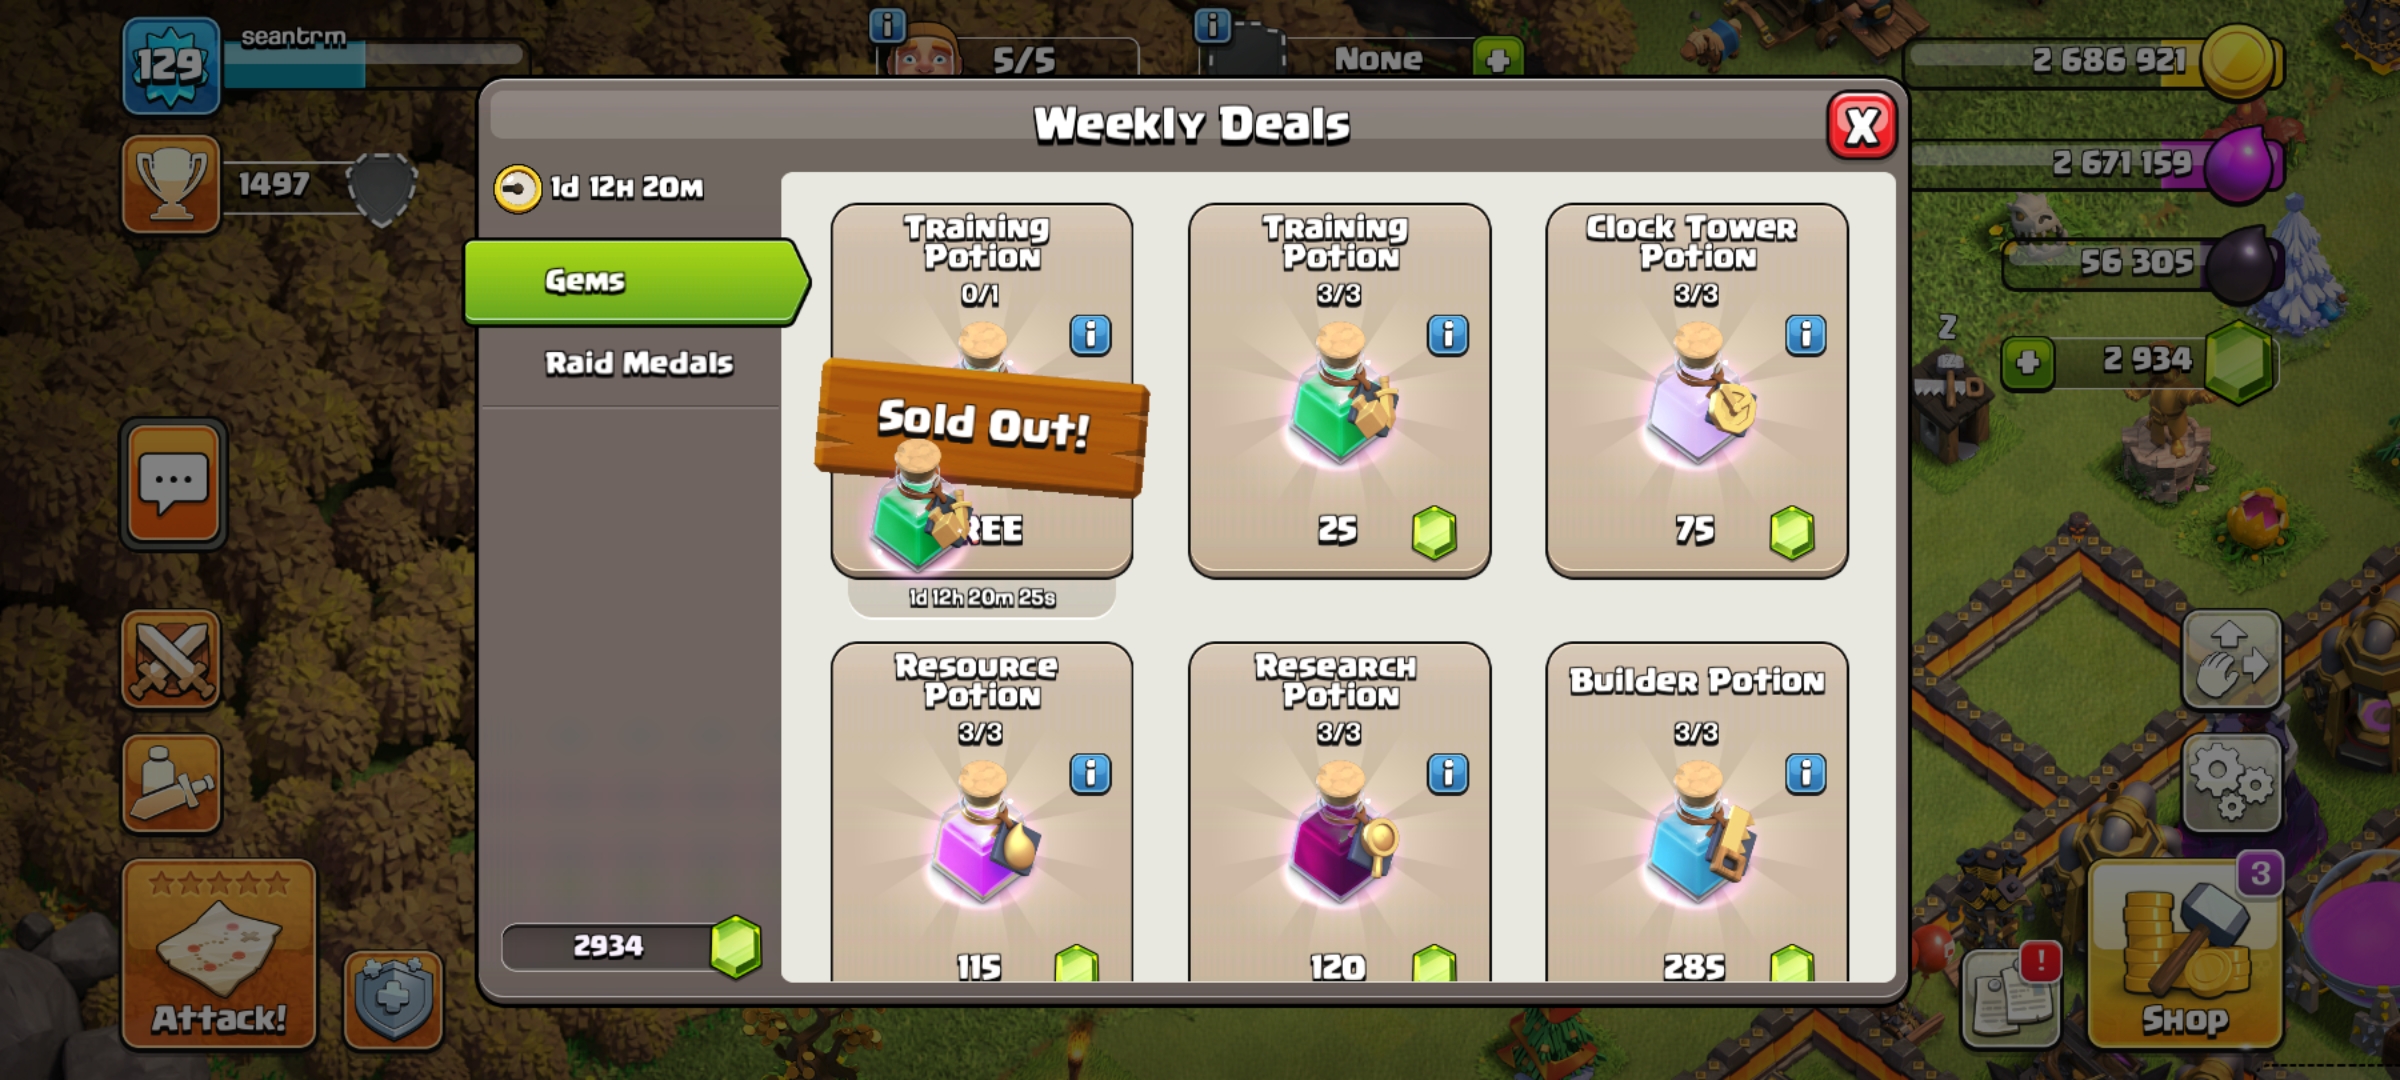 129
seantrm
5/5
None
2 686 921
1497
2 671 159
56 305
2 934
Weekly Deals
X
1d 12H 20M
Gems
Raid Medals
2934
Training
Potion
0/1
Sold Out!
REE
1d 12h 20m 25s
Training
Potion
3/3
25
Clock Tower
Potion
3/3
75
Resource
Potion
3/3
115
Research
Potion
3/3
120
Builder Potion
3/3
285
Z
Attack!
3
!
Shop